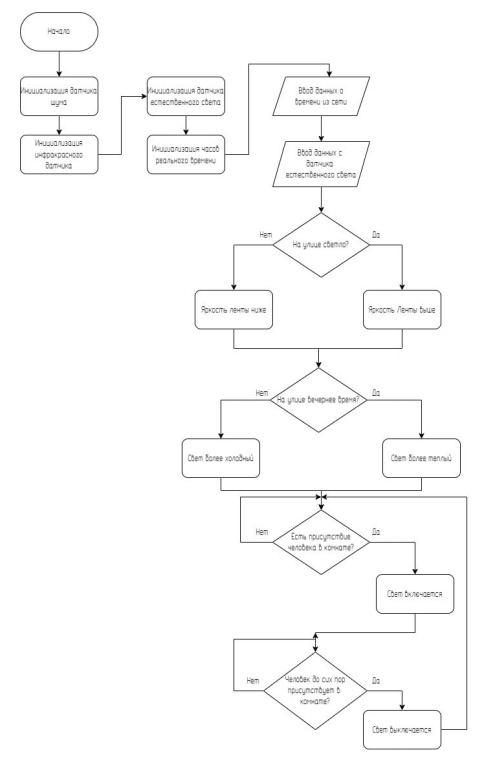 Начало
Инициализация датчика
шума
Инициализация
инфракрасного
датчика
Инициализация датчика
естественного света
Инициализация часов
реального времени
Ввод данных о
времени из сети
Ввод данных с
датчика
естественного света
На улице светло?
Нет
Да
Яркость ленты ниже
Яркость Ленты выше
На улице вечернее время?
Нет
Да
Свет более холодный
Свет более теплый
Есть присутствие
человека в комнате?
Нет
Да
Свет включается
Человек до сих пор
присутствует в
комнате?
Нет
Да
Свет выключается